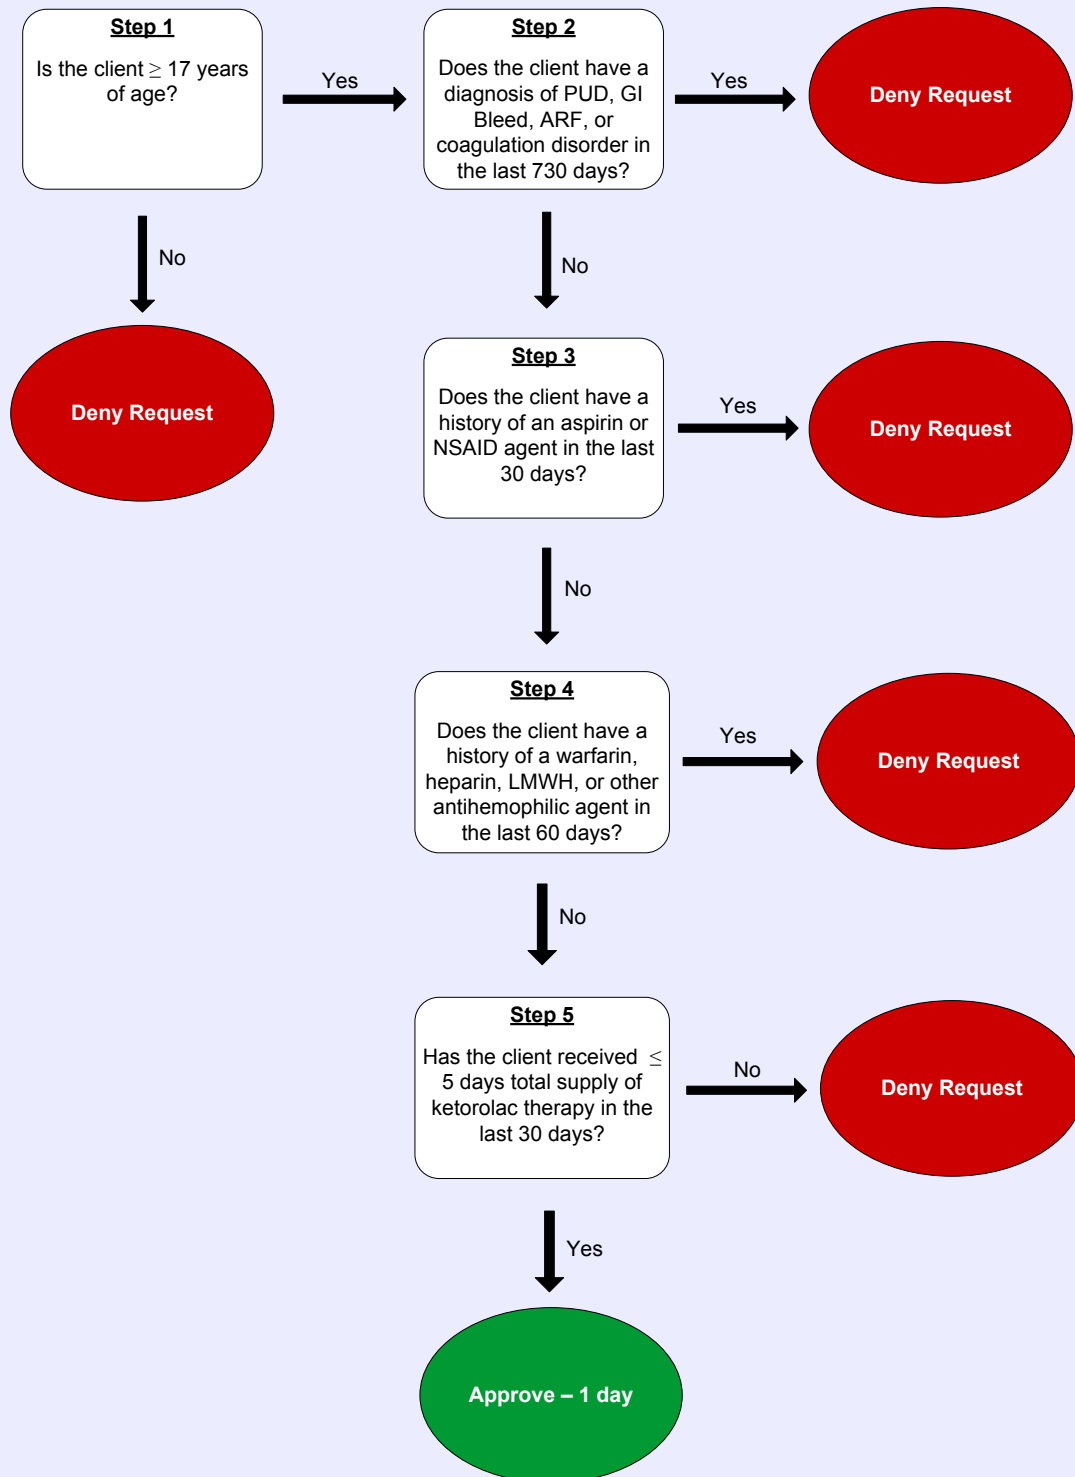 Step 1
Is the client ≥ 17 years
of age?
Yes
Step 2
Does the client have a
diagnosis of PUD, GI
Bleed, ARF, or
coagulation disorder in
the last 730 days?
Yes
Deny Request
No
Deny Request
No
Step 3
Does the client have a
history of an aspirin or
NSAID agent in the last
30 days?
Yes
Deny Request
No
Step 4
Does the client have a
history of a warfarin,
heparin, LMWH, or other
antihemophilic agent in
the last 60 days?
Yes
Deny Request
No
Step 5
Has the client received ≤
5 days total supply of
ketorolac therapy in the
last 30 days?
No
Deny Request
Yes
Approve – 1 day